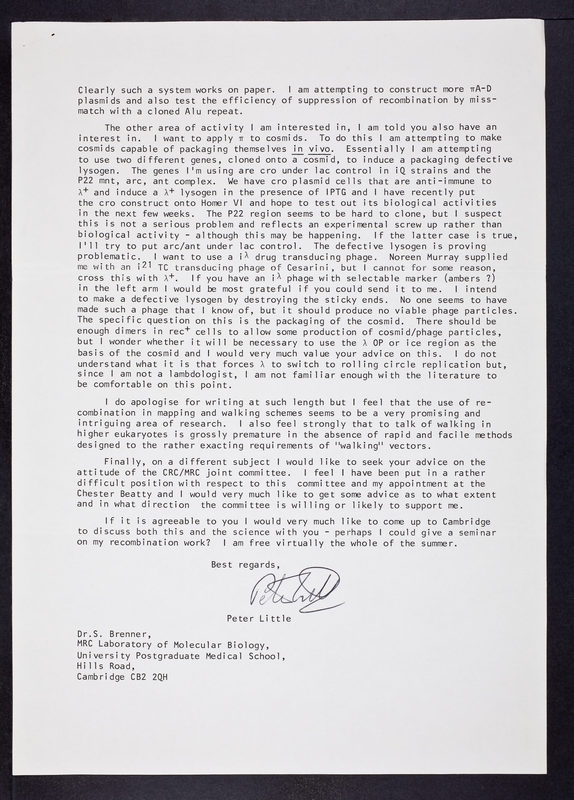 Clearly such a system works on paper. I am attempting to construct more πA-D
plasmids and also test the efficiency of suppression of recombination by miss-
match with a cloned Alu repeat.
The other area of activity I am interested in, I am told you also have an
interest in. I want to apply π to cosmids. To do this I am attempting to make
cosmids capable of packaging themselves in vivo. Essentially I am attempting
to use two different genes, cloned onto a cosmid, to induce a packaging defective
lysogen. The genes I'm using are cro under lac control in iQ strains and the
P22 mnt, arc, ant complex. We have cro plasmid cells that are anti-immune to
λ+ and induce a λ+ lysogen in the presence of IPTG and I have recently put
the cro construct onto Homer VI and hope to test out its biological activities
in the next few weeks. The P22 region seems to be hard to clone, but I suspect
this is not a serious problem and reflects an experimental screw up rather than
biological activity - although this may be happening. If the latter case is true,
I'll try to put arc/ant under lac control. The defective lysogen is proving
problematic. I want to use a iλ drug transducing phage. Noreen Murray supplied
me with an i21 TC transducing phage of Cesarini, but I cannot for some reason,
cross this with λ+. If you have an iλ phage with selectable marker (ambers ?)
in the left arm I would be most grateful if you could send it to me. I intend
to make a defective lysogen by destroying the sticky ends. No one seems to have
made such a phage that I know of, but it should produce no viable phage particles.
The specific question on this is the packaging of the cosmid. There should be
enough dimers in rec+ cells to allow some production of cosmid/phage particles,
but I wonder whether it will be necessary to use the λ OP or ice region as the
basis of the cosmid and I would very much value your advice on this. I do not
understand what it is that forces λ to switch to rolling circle replication but,
since I am not a lambdologist, I am not familiar enough with the literature to
be comfortable on this point.
I do apologise for writing at such length but I feel that the use of re-
combination in mapping and walking schemes seems to be a very promising and
intriguing area of research. I also feel strongly that to talk of walking in
higher eukaryotes is grossly premature in the absence of rapid and facile methods
designed to the rather exacting requirements of "walking" vectors.
Finally, on a different subject I would like to seek your advice on the
attitude of the CRC/MRC joint committee. I feel I have been put in a rather
difficult position with respect to this committee and my appointment at the
Chester Beatty and I would very much like to get some advice as to what extent
and in what direction the committee is willing or likely to support me.
If it is agreeable to you I would very much like to come up to Cambridge
to discuss both this and the science with you - perhaps I could give a seminar
on my recombination work? I am free virtually the whole of the summer.
Best regards,
Peter Little
Peter Little
Dr.S. Brenner,
MRC Laboratory of Molecular Biology,
University Postgraduate Medical School,
Hills Road,
Cambridge CB2 2QH